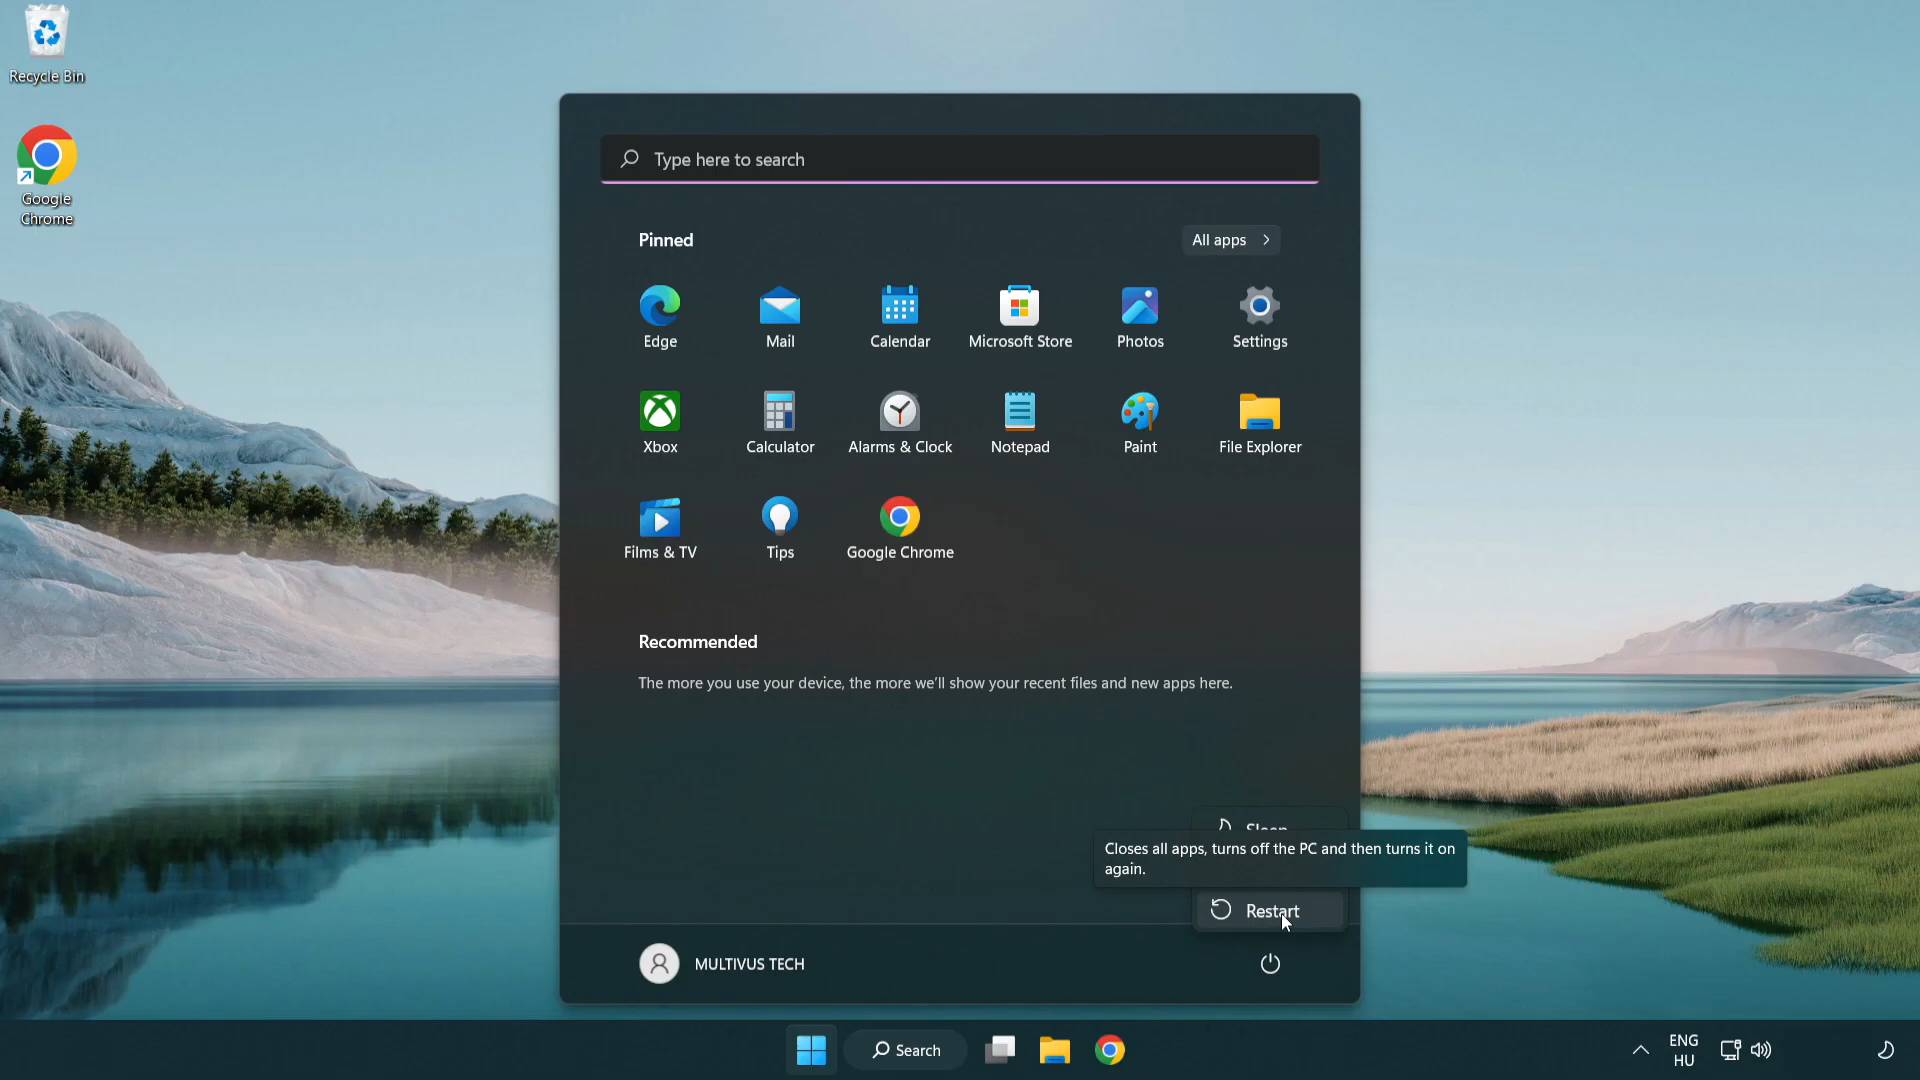 Recycle Bin
Google
Chrome
Type here to search
Pinned
All apps
Edge
Mail
Calendar
Microsoft Store
Photos
Settings
Xbox
Calculator
Alarms & Clock
Notepad
Paint
File Explorer
Films & TV
Tips
Google Chrome
Recommended
The more you use your device, the more we'll show your recent files and new apps here.
Sleep
Closes all apps, turns off the PC and then turns it on
again.
Restart
MULTIVUS TECH
Search
ENG
HU